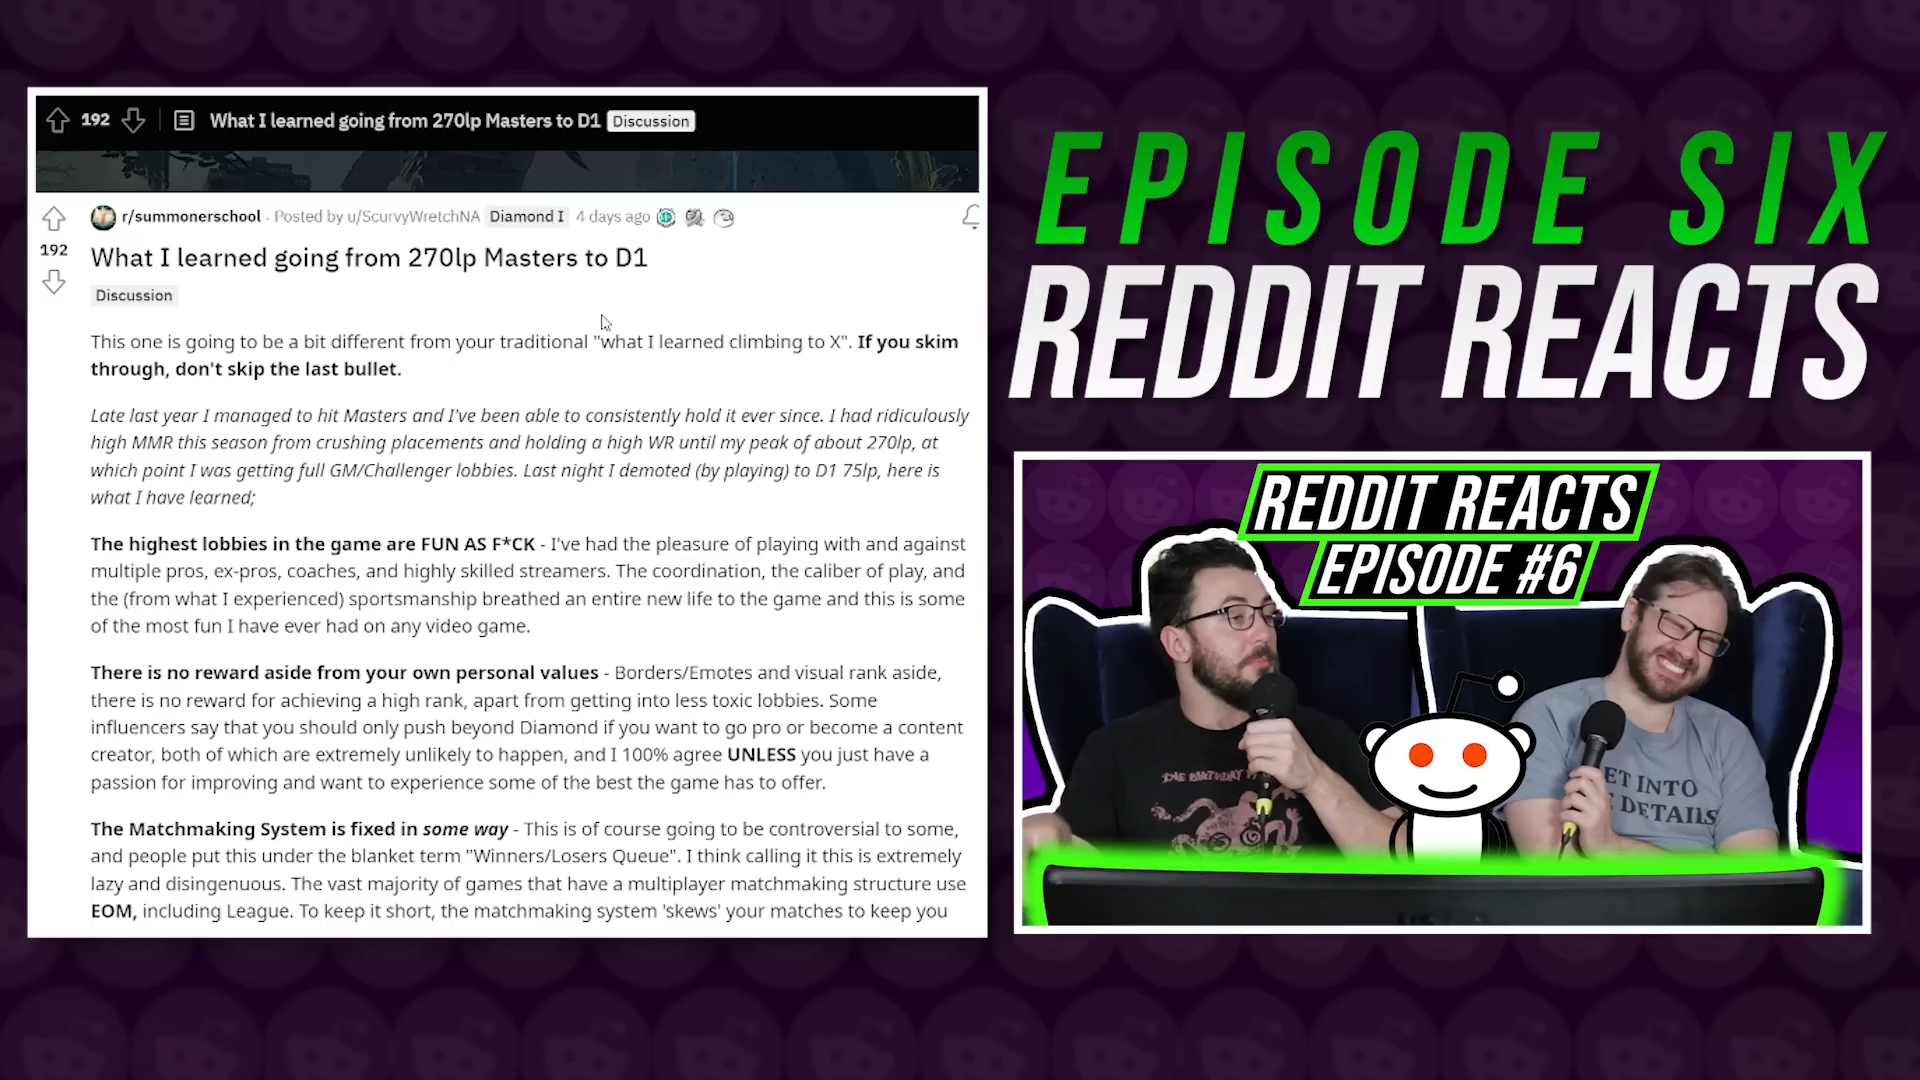 192 What I learned going from 270lp Masters to D1 Discussion
r/summonerschool · Posted by u/ScurvyWretchNA Diamond I 4 days ago
192
What I learned going from 270lp Masters to D1
Discussion
This one is going to be a bit different from your traditional "what I learned climbing to X". If you skim
through, don't skip the last bullet.
Late last year I managed to hit Masters and I've been able to consistently hold it ever since. I had ridiculously
high MMR this season from crushing placements and holding a high WR until my peak of about 270lp, at
which point I was getting full GM/Challenger lobbies. Last night I demoted (by playing) to D1 75lp, here is
what I have learned;
The highest lobbies in the game are FUN AS F*CK - I've had the pleasure of playing with and against
multiple pros, ex-pros, coaches, and highly skilled streamers. The coordination, the caliber of play, and
the (from what I experienced) sportsmanship breathed an entire new life to the game and this is some
of the most fun I have ever had on any video game.
There is no reward aside from your own personal values - Borders/Emotes and visual rank aside,
there is no reward for achieving a high rank, apart from getting into less toxic lobbies. Some
influencers say that you should only push beyond Diamond if you want to go pro or become a content
creator, both of which are extremely unlikely to happen, and I 100% agree UNLESS you just have a
passion for improving and want to experience some of the best the game has to offer.
The Matchmaking System is fixed in some way - This is of course going to be controversial to some,
and people put this under the blanket term "Winners/Losers Queue". I think calling it this is extremely
lazy and disingenuous. The vast majority of games that have a multiplayer matchmaking structure use
EOM, including League. To keep it short, the matchmaking system 'skews' your matches to keep you
EPISODE SIX
REDDIT REACTS
REDDIT REACTS
EPISODE #6
THE BIRTHDAY
ET INTO
DETAILS